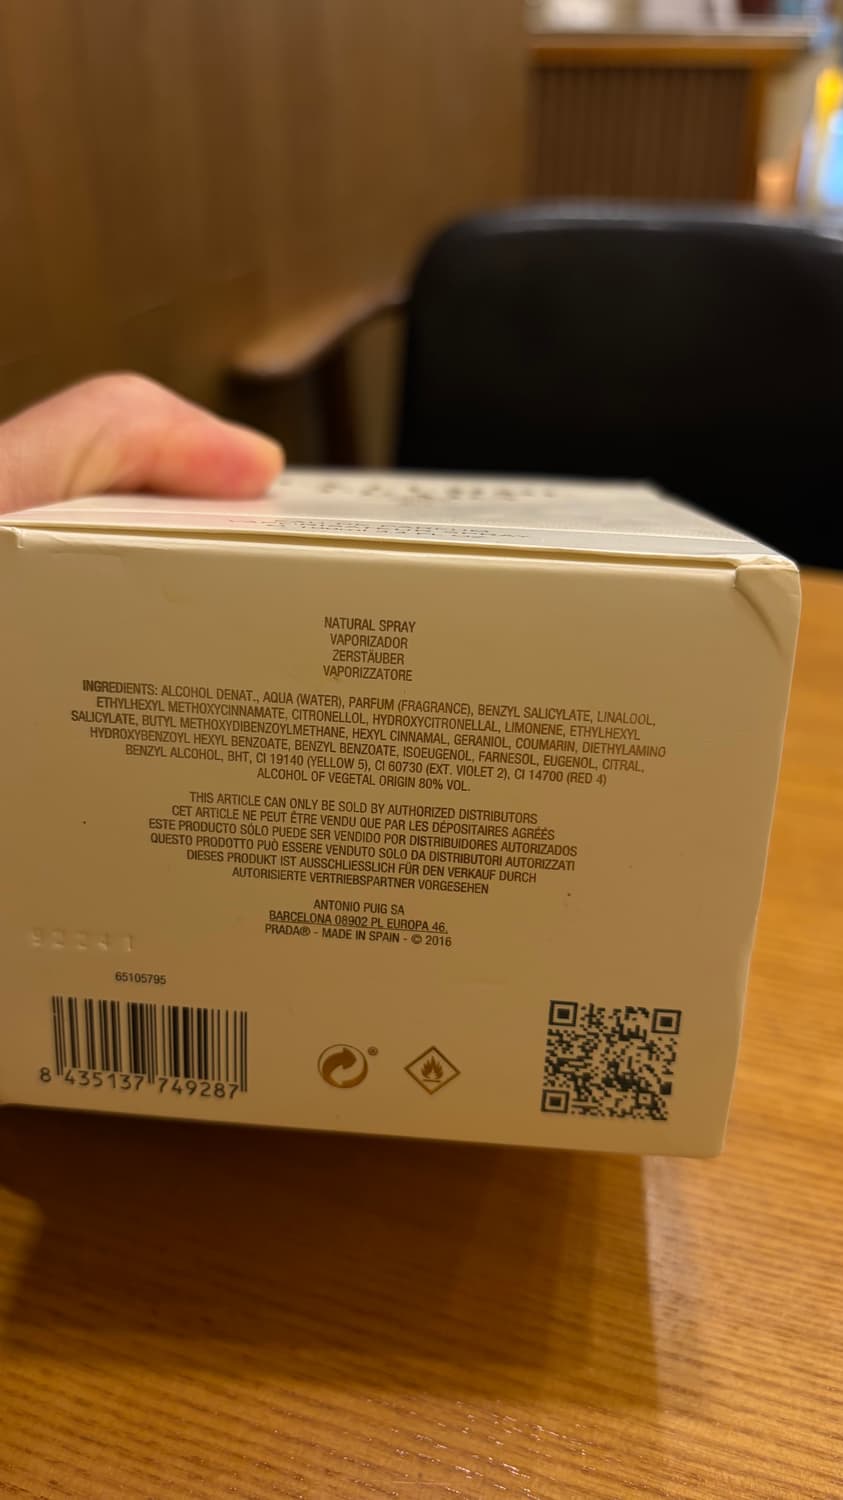 NATURAL SPRAY
VAPORIZADOR
ZERSTÄUBER
VAPORIZZATORE
INGREDIENTS: ALCOHOL DENAT., AQUA (WATER), PARFUM (FRAGRANCE), BENZYL SALICYLATE, LINALOOL,
ETHYLHEXYL METHOXYCINNAMATE, CITRONELLOL, HYDROXYCITRONELLAL, LIMONENE, ETHYLHEXYL
SALICYLATE, BUTYL METHOXYDIBENZOYLMETHANE, HEXYL CINNAMAL, GERANIOL, COUMARIN, DIETHYLAMINO
HYDROXYBENZOYL HEXYL BENZOATE, BENZYL BENZOATE, ISOEUGENOL, FARNESOL, EUGENOL, CITRAL,
BENZYL ALCOHOL, BHT, CI 19140 (YELLOW 5), CI 60730 (EXT. VIOLET 2), CI 14700 (RED 4)
ALCOHOL OF VEGETAL ORIGIN 80% VOL.
THIS ARTICLE CAN ONLY BE SOLD BY AUTHORIZED DISTRIBUTORS
CET ARTICLE NE PEUT ÊTRE VENDU QUE PAR LES DÉPOSITAIRES AGRÉÉS
ESTE PRODUCTO SÓLO PUEDE SER VENDIDO POR DISTRIBUIDORES AUTORIZADOS
QUESTO PRODOTTO PUÒ ESSERE VENDUTO SOLO DA DISTRIBUTORI AUTORIZZATI
DIESES PRODUKT IST AUSSCHLIESSLICH FÜR DEN VERKAUF DURCH
AUTORISIERTE VERTRIEBSPARTNER VORGESEHEN
ANTONIO PUIG SA
BARCELONA 08902 PL EUROPA 46.
PRADA® - MADE IN SPAIN - © 2016
65105795
8 435137 749287
®